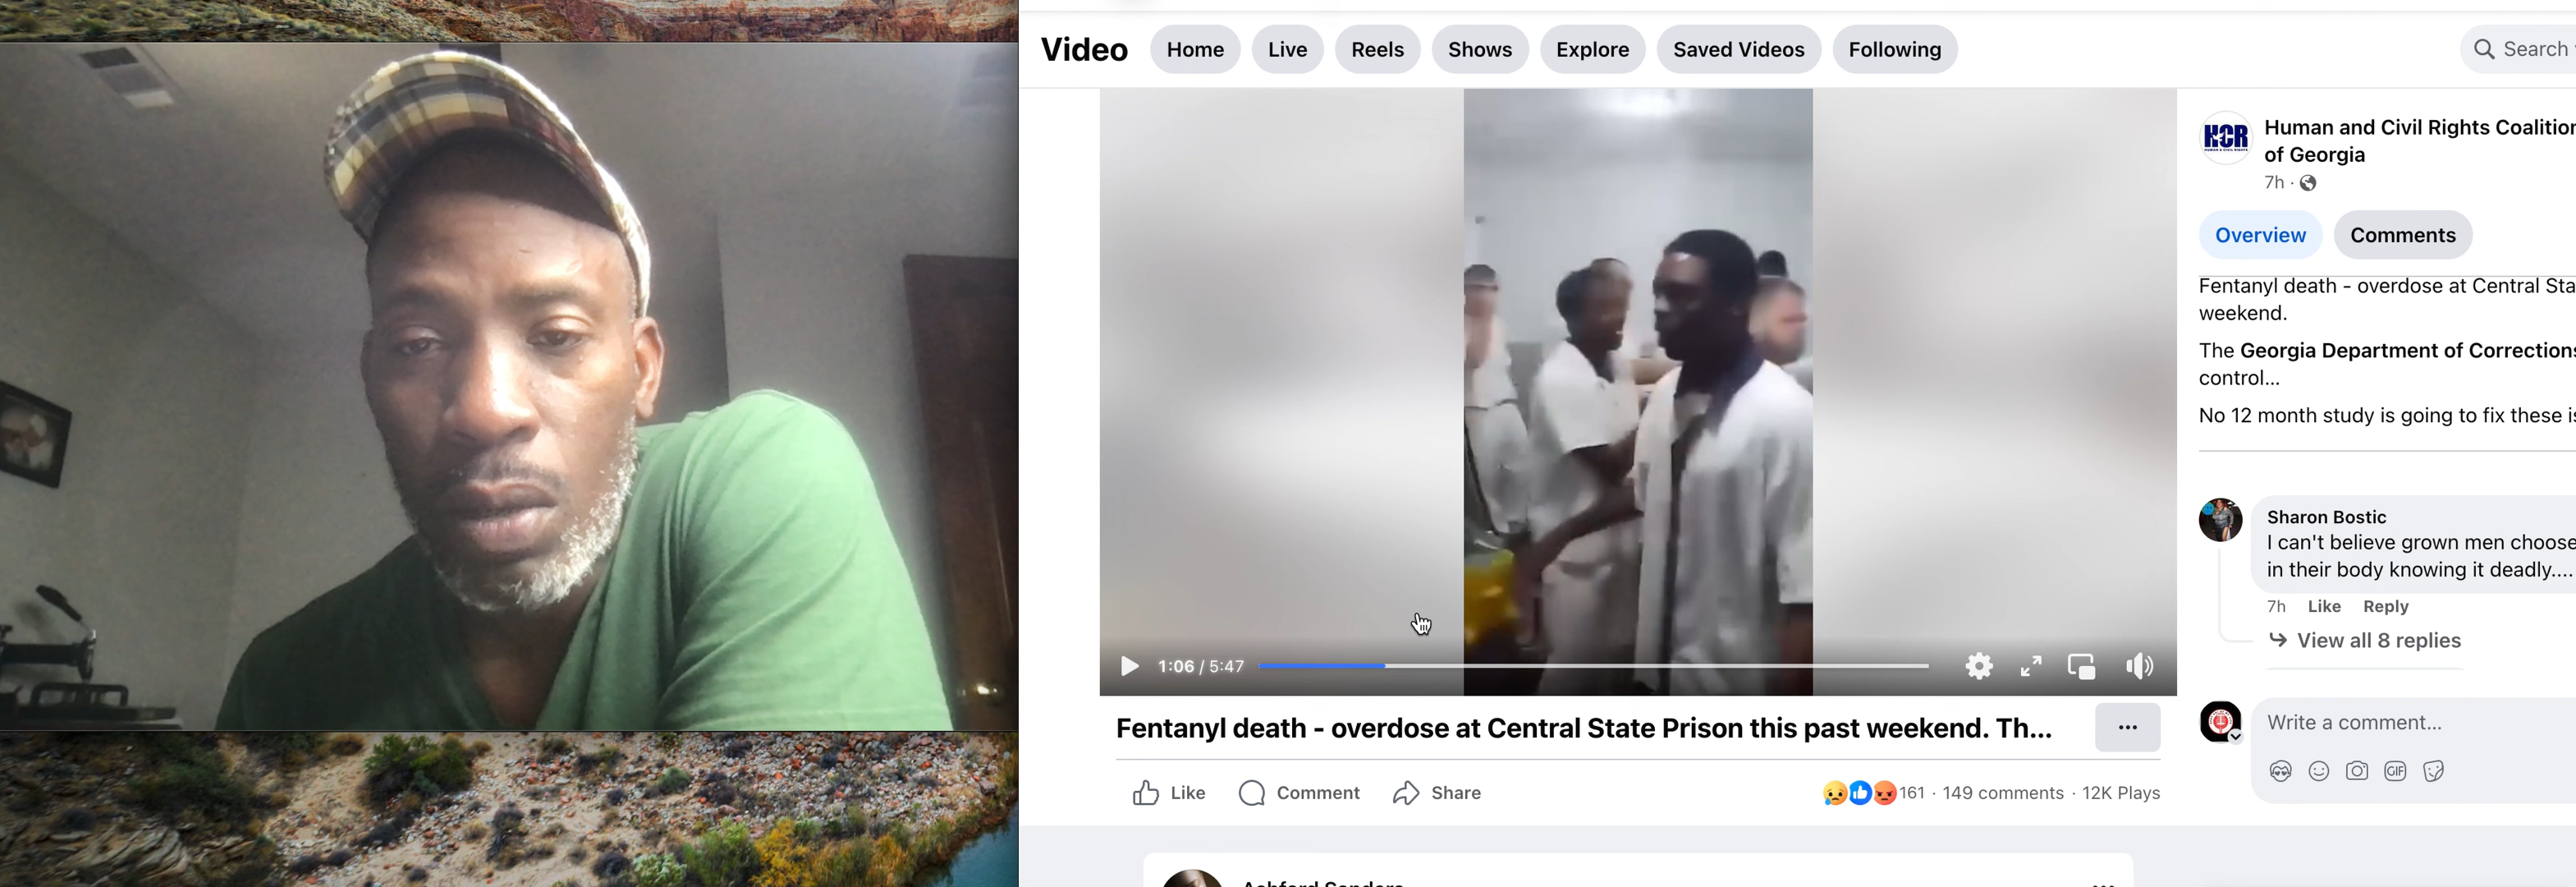 Video
Home
Live
Reels
Shows
Explore
Saved Videos
Following
Search
HCR
Human and Civil Rights Coalition
of Georgia
7h ·
Overview
Comments
Fentanyl death - overdose at Central Sta
weekend.
The Georgia Department of Corrections
control...
No 12 month study is going to fix these is
Sharon Bostic
I can't believe grown men choose
in their body knowing it deadly....
7h Like Reply
View all 8 replies
Write a comment...
GIF
1:06 / 5:47
Fentanyl death - overdose at Central State Prison this past weekend. Th...
Like
Comment
Share
161 · 149 comments · 12K Plays